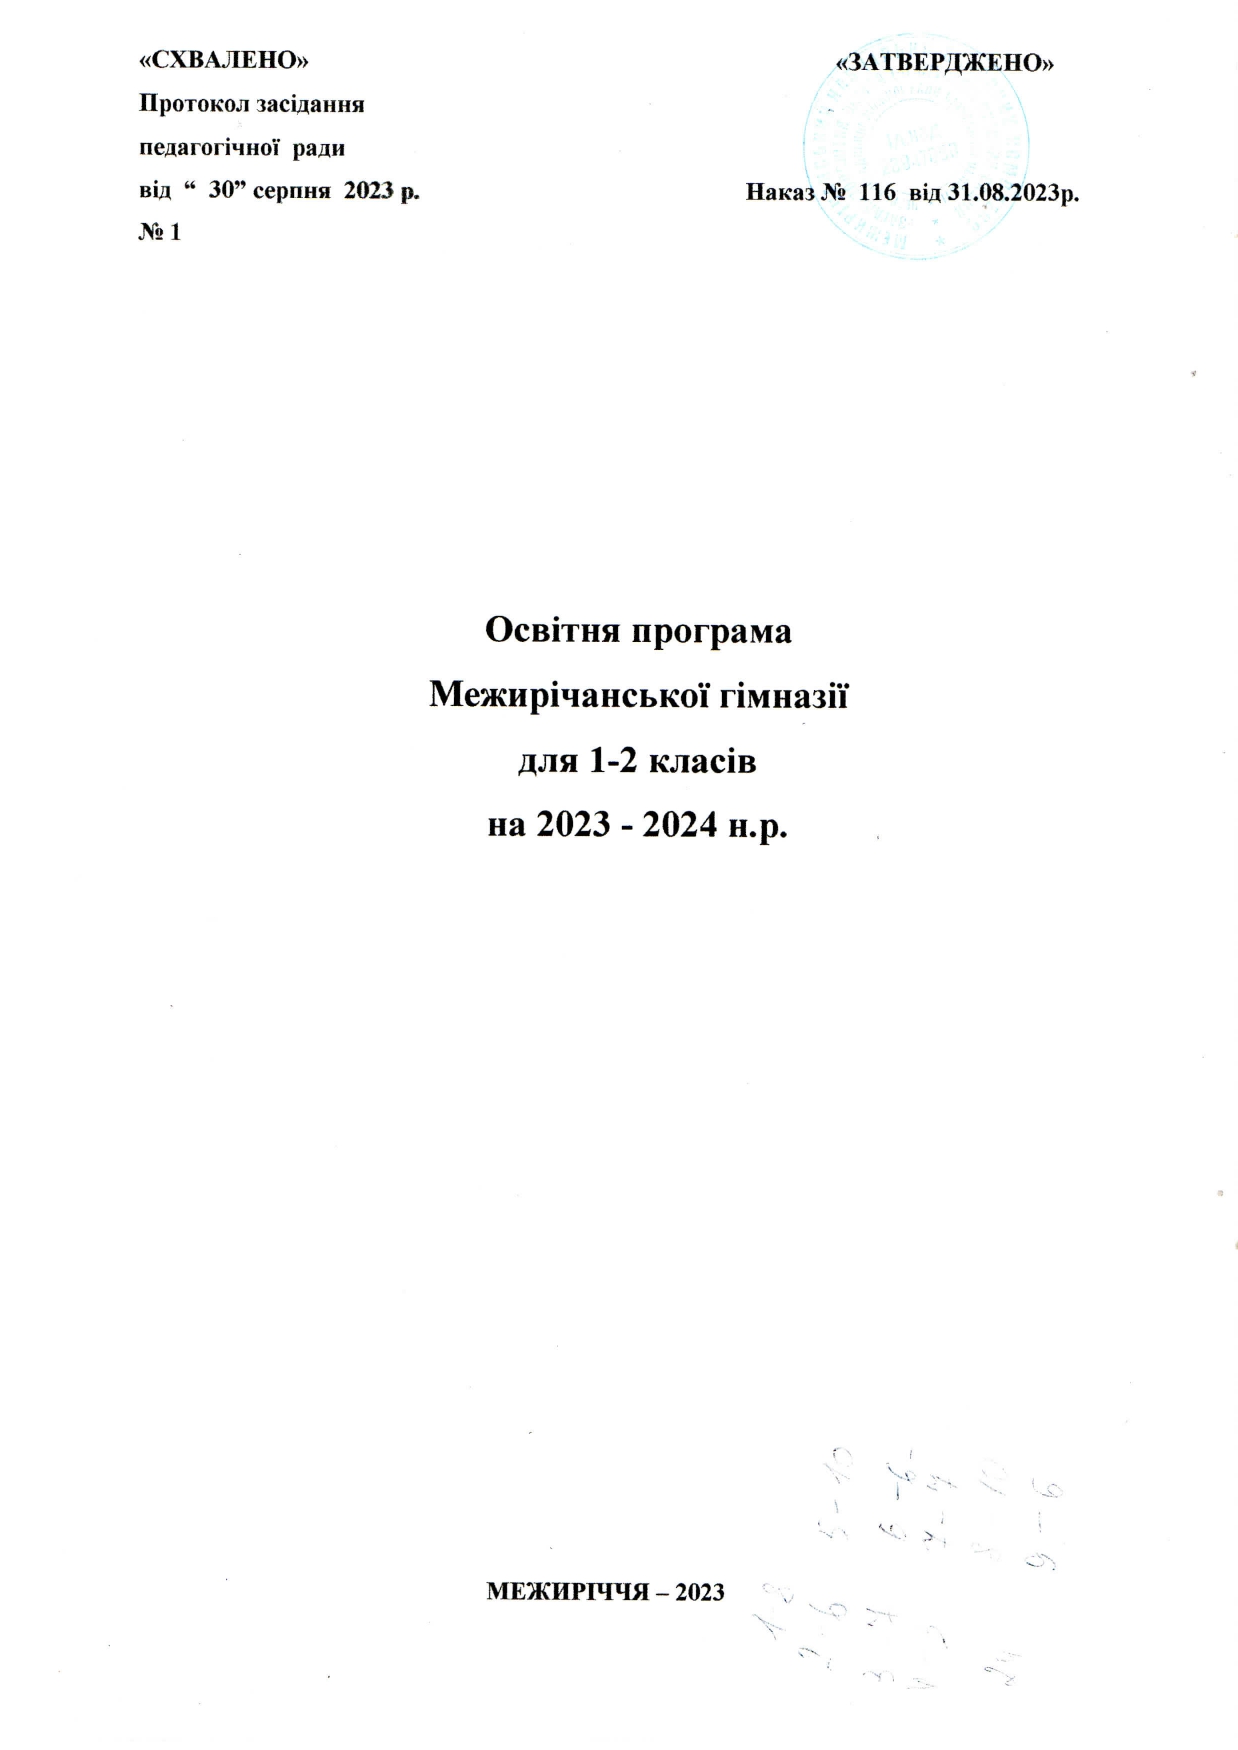 «СХВАЛЕНО»
Протокол засідання
педагогічної ради
від “ 30” серпня 2023 р.
№ 1
«ЗАТВЕРДЖЕНО»
Наказ № 116 від 31.08.2023р.
Освітня програма
Межирічанської гімназії
для 1-2 класів
на 2023 - 2024 н.р.
МЕЖИРІЧЧЯ – 2023